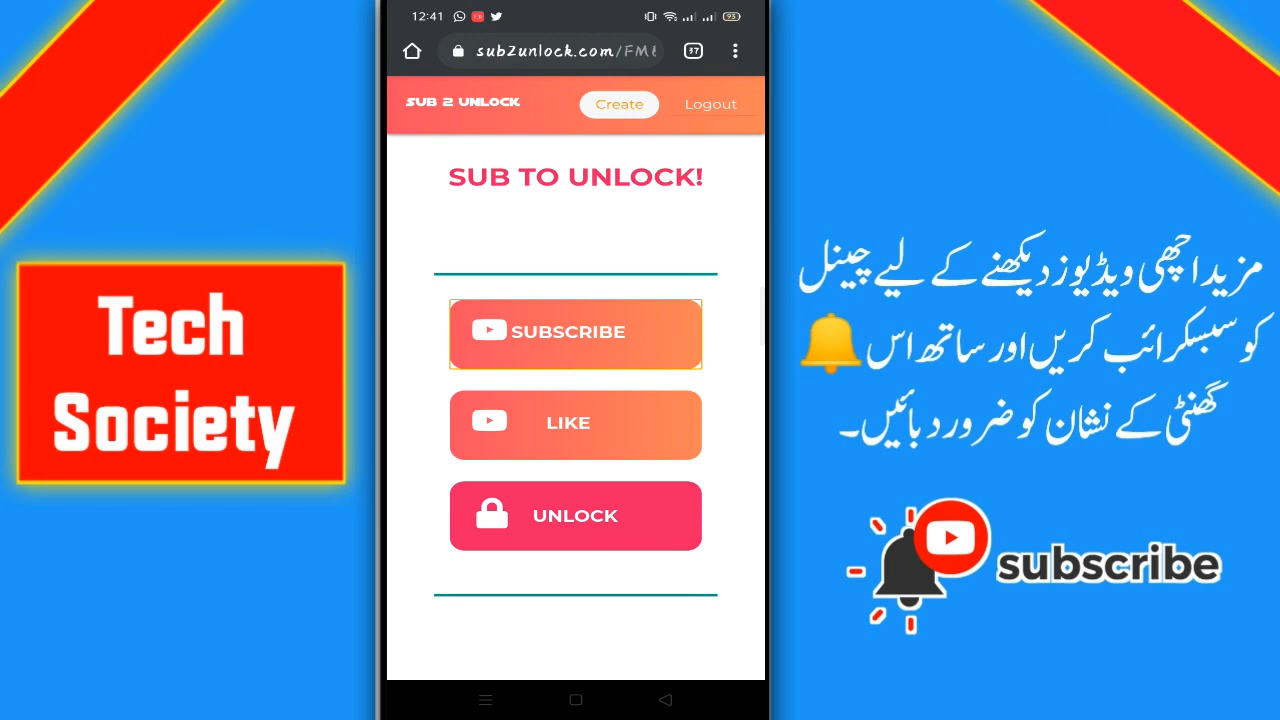 12:41
93
sub2unlock.com/FM
37
SUB 2 UNLOCK
Create
Logout
SUB TO UNLOCK!
SUBSCRIBE
LIKE
UNLOCK
Tech
Society
مزید اچھی ویڈیوز دیکھنے کے لیے چینل
کو سبسکرائب کریں اور ساتھ اس
گھنٹی کے نشان کو ضرور دبائیں۔
subscribe